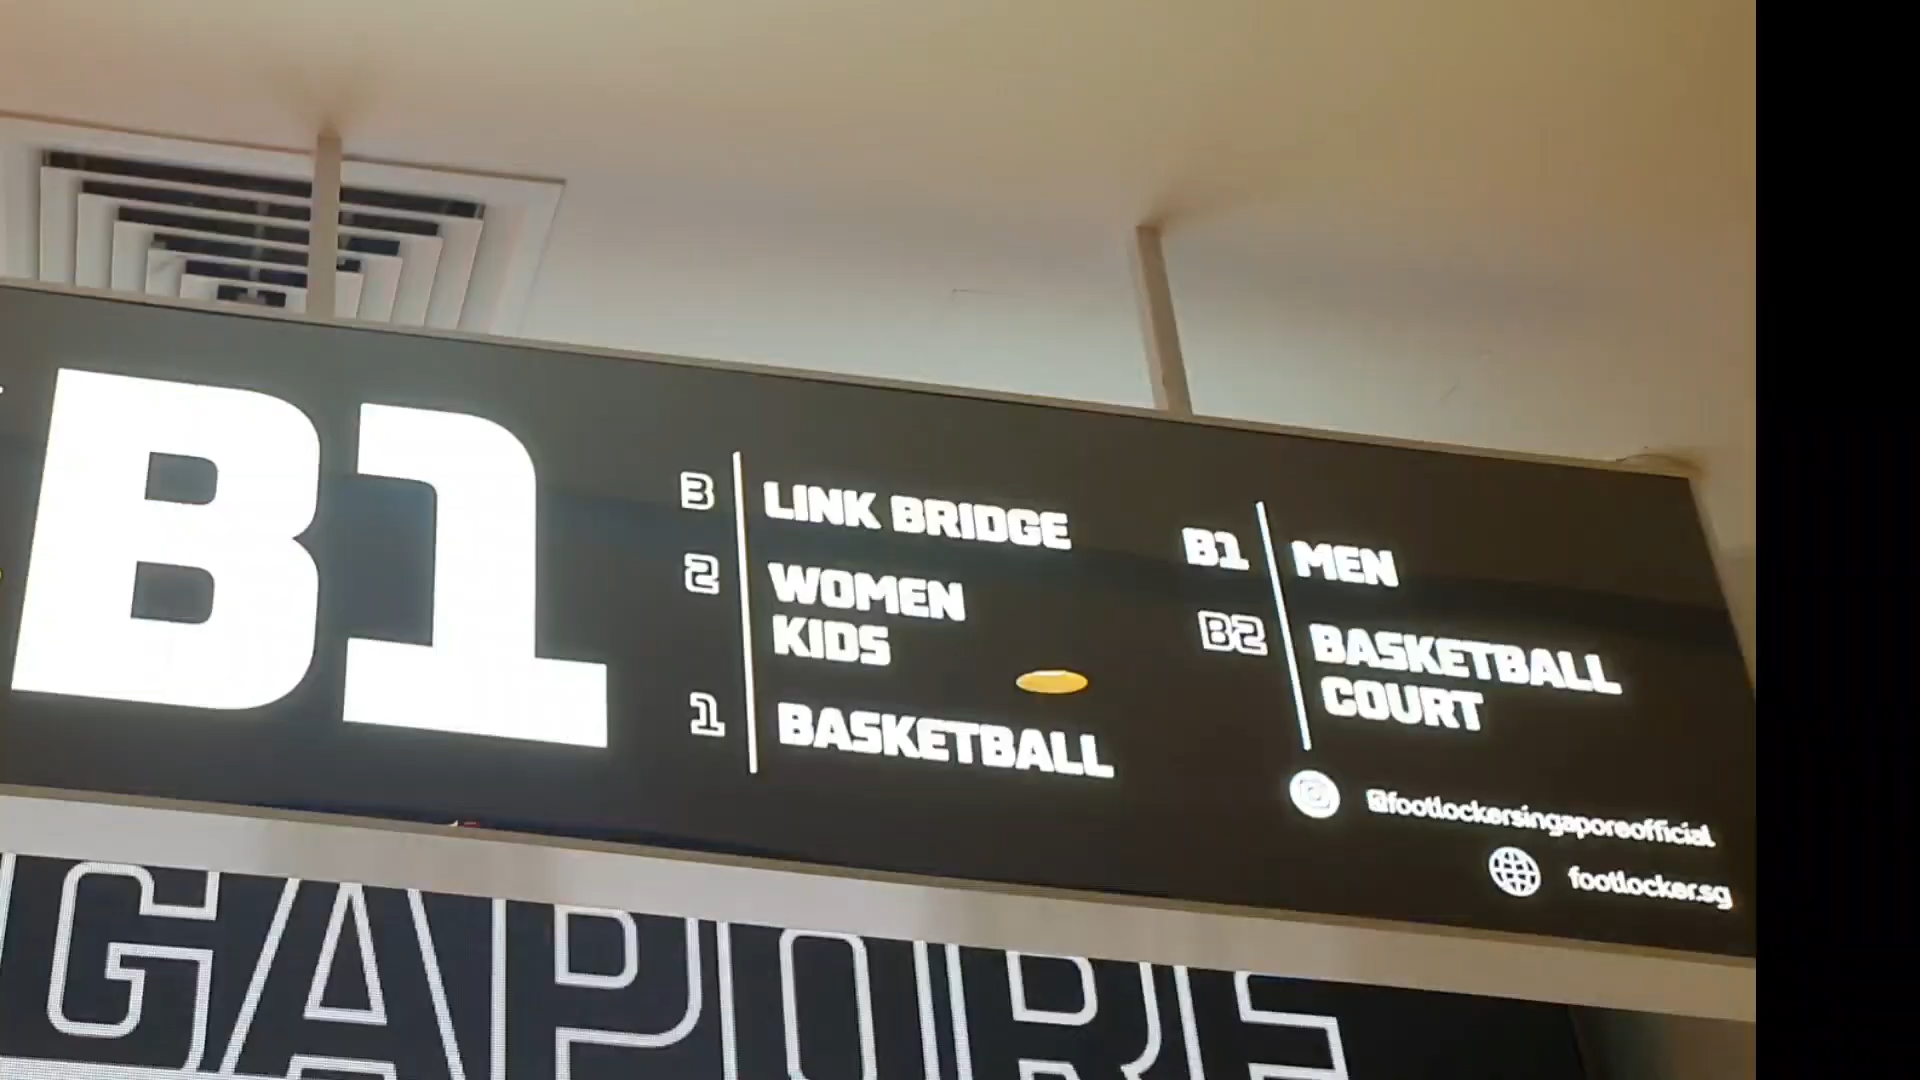 B1
3 LINK BRIDGE
2 WOMEN
KIDS
1 BASKETBALL
B1 MEN
B2 BASKETBALL
COURT
@footlockersingaporeofficial
footlocker.sg
GAPORE